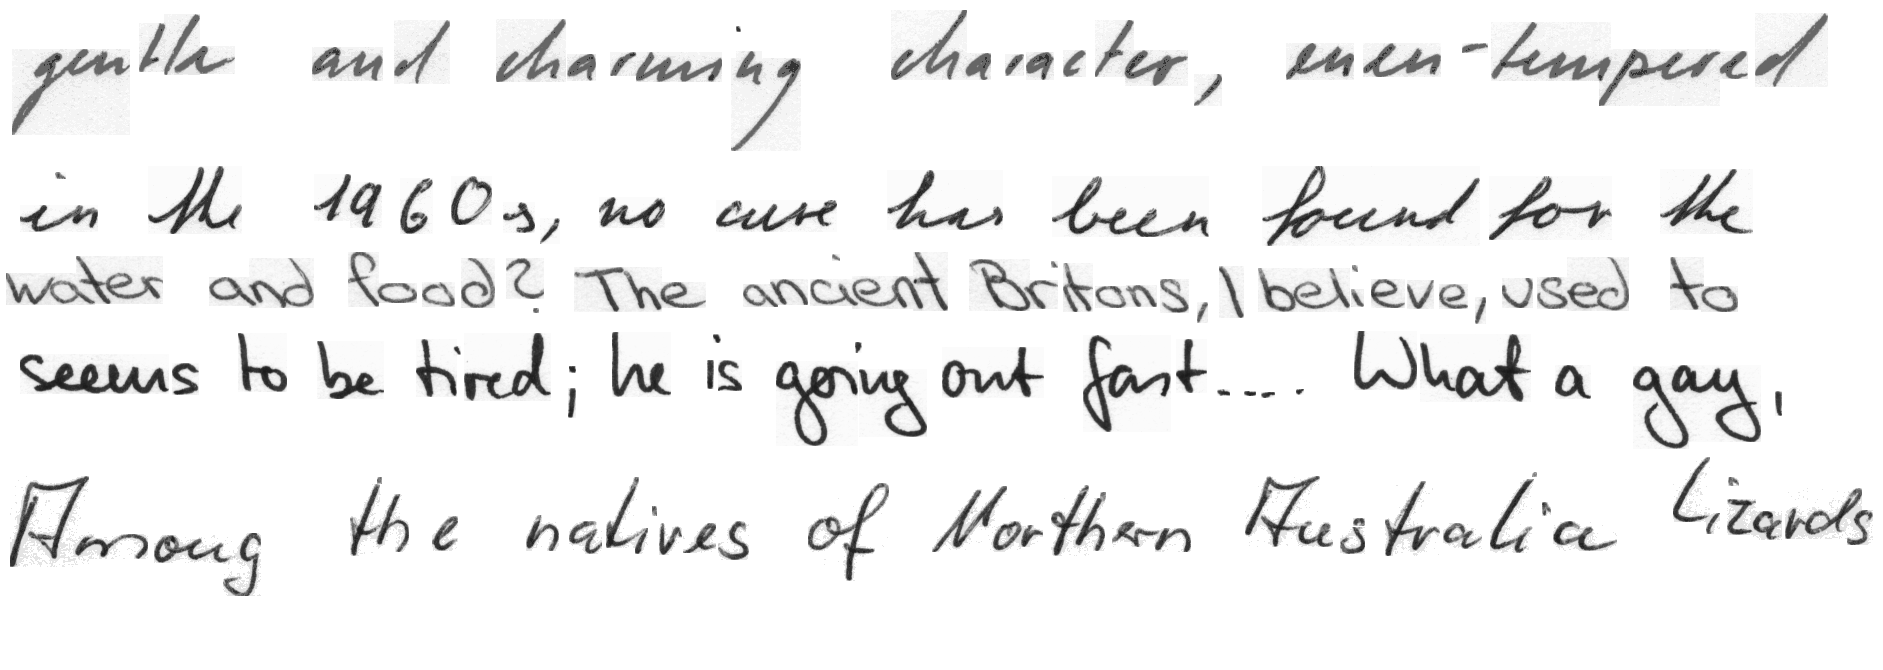 gentle and charming character, even-tempered
in the 1960s, no cure has been found for the
water and food? The ancient Britons, I believe, used to
seems to be tired; he is going out fast.... What a gay,
Among the natives of Northern Australia Lizards